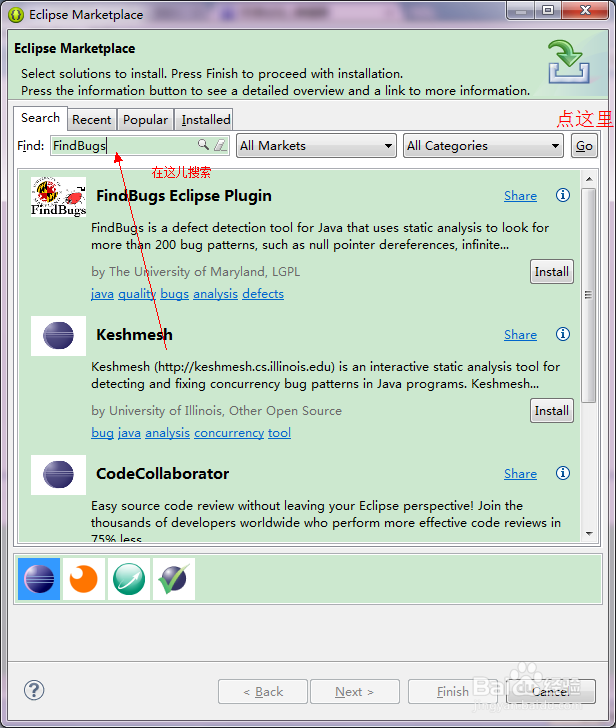 Eclipse Marketplace
Eclipse Marketplace
Select solutions to install. Press Finish to proceed with installation.
Press the information button to see a detailed overview and a link to more information.
Search Recent Popular Installed
点这里
Find: FindBugs All Markets All Categories Go
在这儿搜索
FindBugs
FindBugs Eclipse Plugin Share
FindBugs is a defect detection tool for Java that uses static analysis to look for
more than 200 bug patterns, such as null pointer dereferences, infinite...
by The University of Maryland, LGPL Install
java quality bugs analysis defects
Keshmesh Share
Keshmesh (http://keshmesh.cs.illinois.edu) is an interactive static analysis tool for
detecting and fixing concurrency bug patterns in Java programs. Keshmesh...
by University of Illinois, Other Open Source Install
bug java analysis concurrency tool
CodeCollaborator Share
Easy source code review without leaving your Eclipse perspective! Join the
thousands of developers worldwide who perform more effective code reviews in
75% less
? < Back Next > Finish Cancel
Baidu 经验
jingyan.baidu.com